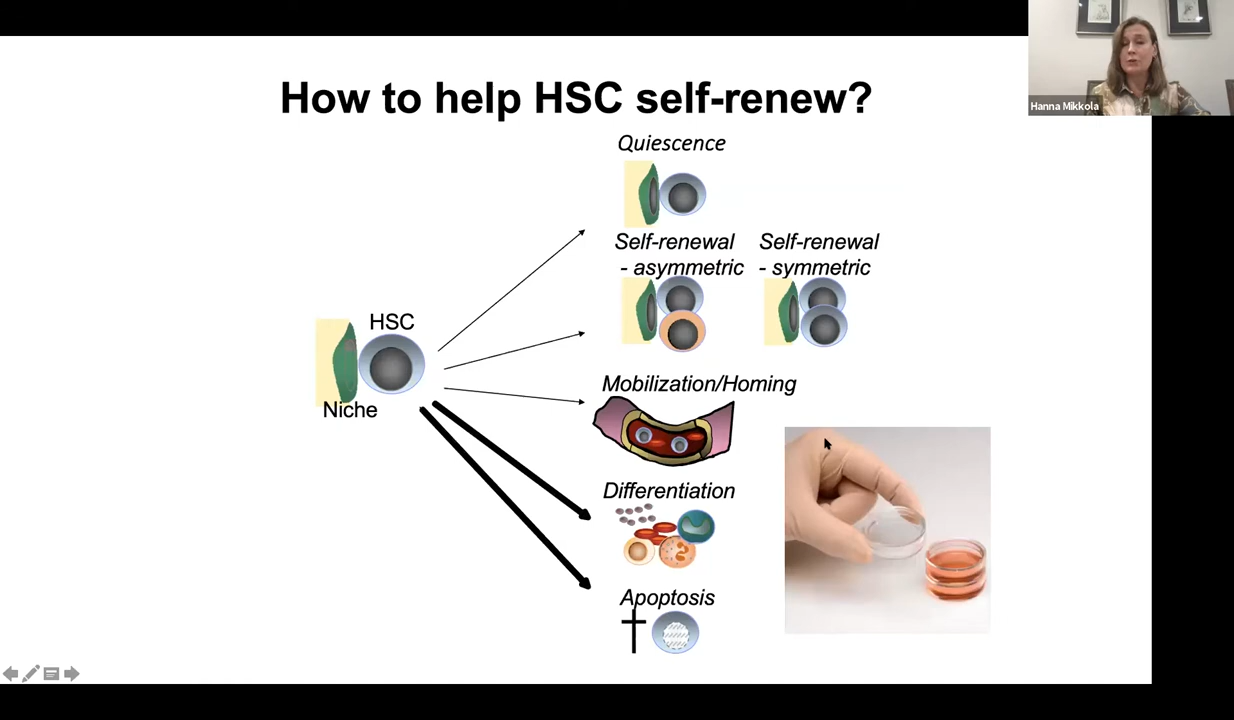 Hanna Mikkola
How to help HSC self-renew?
Quiescence
Self-renewal
- asymmetric
Self-renewal
- symmetric
HSC
Niche
Mobilization/Homing
Differentiation
Apoptosis